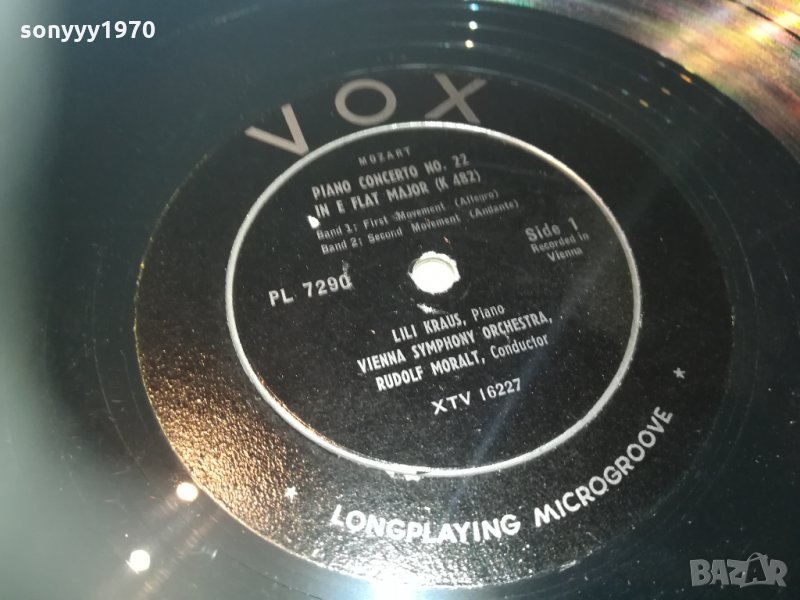 sonyyy1970
VOX
MOZART
PIANO CONCERTO NO. 22
IN E FLAT MAJOR (K 482)
Band 1: First Movement (Allegro)
Band 2: Second Movement (Andante)
Side 1
Recorded in
Vienna
PL 7290
LILI KRAUS, Piano
VIENNA SYMPHONY ORCHESTRA,
RUDOLF MORALT, Conductor
XTV 16227
* LONGPLAYING MICROGROOVE *
BAZAR